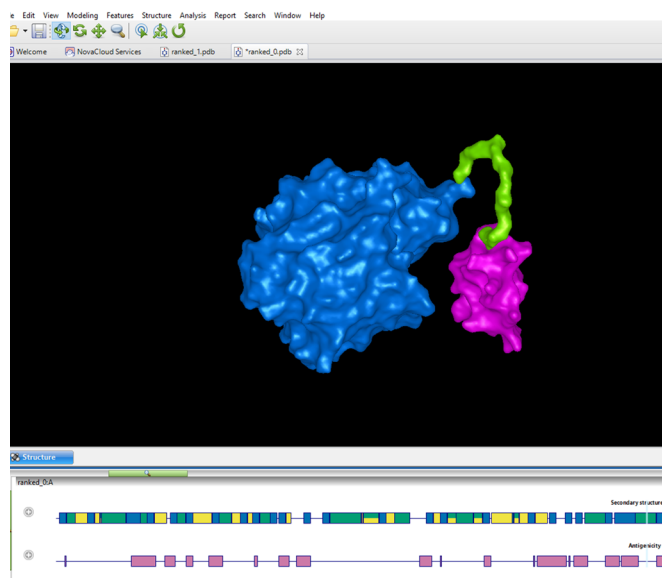 Edit View Modeling Features Structure Analysis Report Search Window Help
Welcome NovaCloud Services ranked_1.pdb *ranked_0.pdb
Structure
ranked_0:A
Secondary structure
Antigenicity